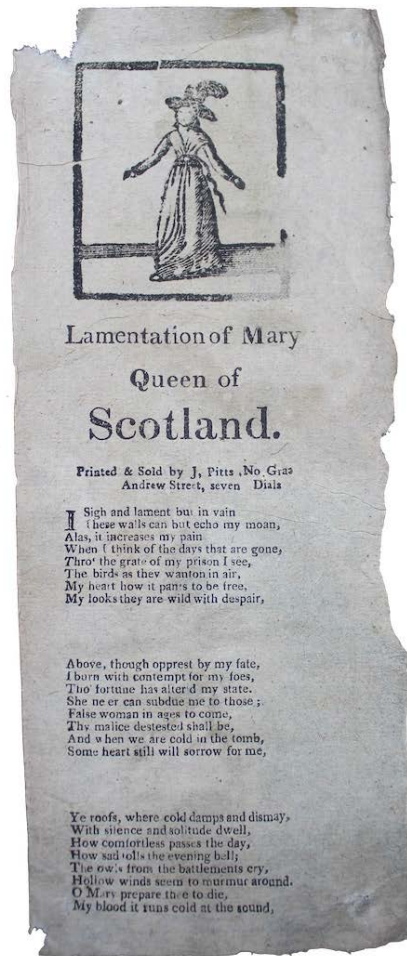 Lamentation of Mary
Queen of
Scotland.
Printed & Sold by J, Pitts ,No Graa
Andrew Street, seven Dials
I Sigh and lament but in vain
These walls can but echo my moan,
Alas, it increases my pain
When I think of the days that are gone,
Thro' the grate of my prison I see,
The birds as they wanton in air,
My heart how it pants to be free,
My looks they are wild with despair,
Above, though opprest by my fate,
I born with contempt for my foes,
Tho' fortune has alter'd my state.
She ne er can subdue me to those ;
False woman in ages to come,
Thy malice destested shall be,
And when we are cold in the tomb,
Some heart still will sorrow for me,
Ye roofs, where cold damps and dismay,
With silence and solitude dwell,
How comfortless passes the day,
How sad tolls the evening bell;
The owls from the battlements cry,
Hollow winds seem to murmur around.
O Mary prepare thee to die,
My blood it runs cold at the sound,